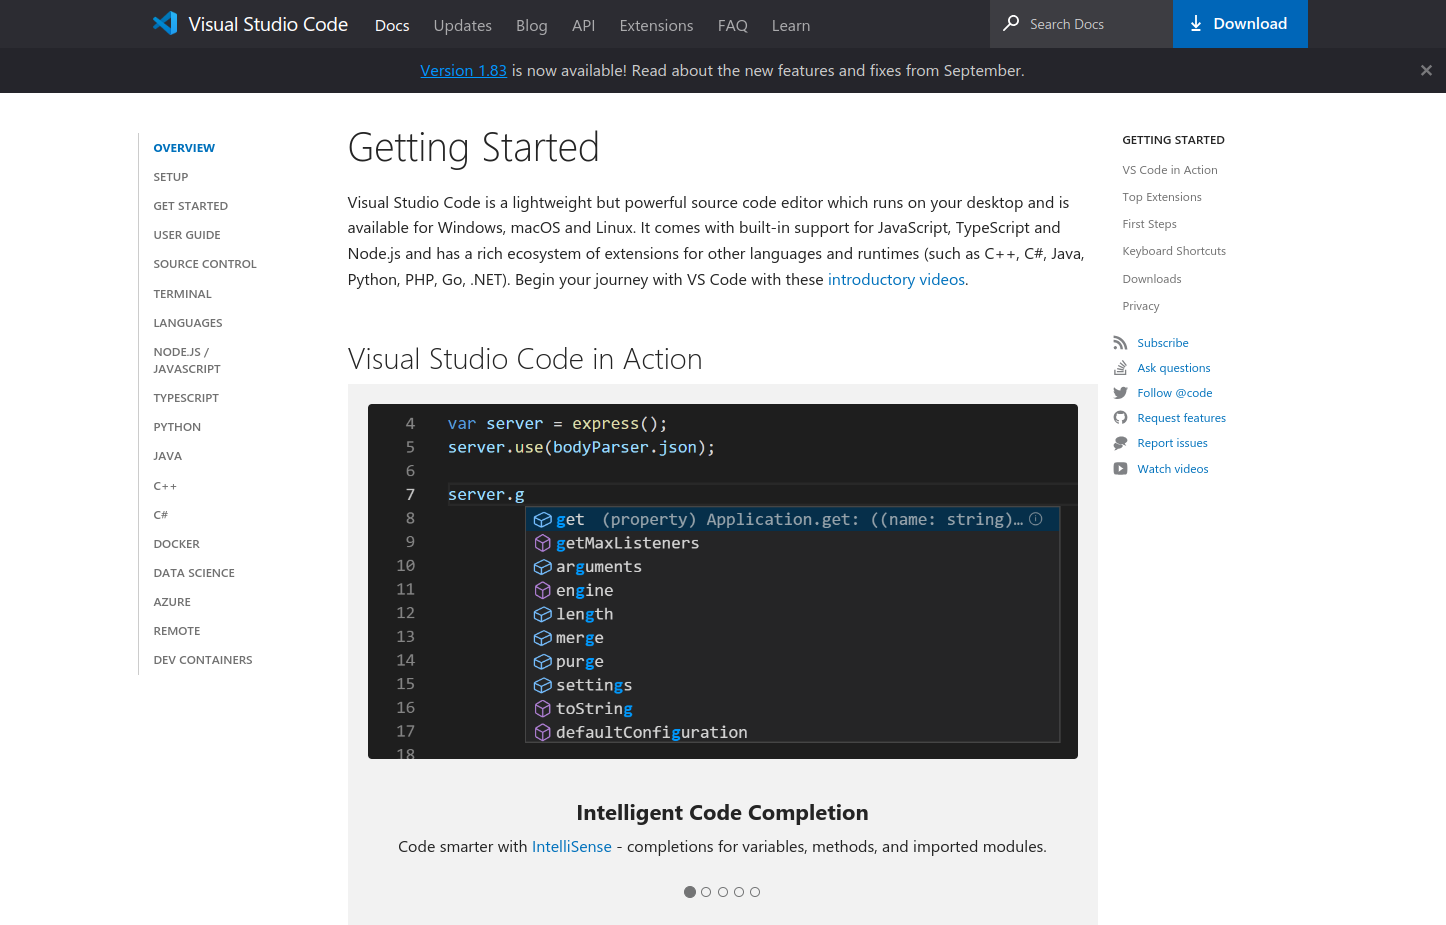 Visual Studio Code
Docs
Updates
Blog
API
Extensions
FAQ
Learn
Search Docs
Download
Version 1.83 is now available! Read about the new features and fixes from September.
OVERVIEW
SETUP
GET STARTED
USER GUIDE
SOURCE CONTROL
TERMINAL
LANGUAGES
NODE.JS /
JAVASCRIPT
TYPESCRIPT
PYTHON
JAVA
C++
C#
DOCKER
DATA SCIENCE
AZURE
REMOTE
DEV CONTAINERS
Getting Started
Visual Studio Code is a lightweight but powerful source code editor which runs on your desktop and is
available for Windows, macOS and Linux. It comes with built-in support for JavaScript, TypeScript and
Node.js and has a rich ecosystem of extensions for other languages and runtimes (such as C++, C#, Java,
Python, PHP, Go, .NET). Begin your journey with VS Code with these introductory videos.
Visual Studio Code in Action
4 var server = express();
5 server.use(bodyParser.json);
6
7 server.g
8 get (property) Application.get: ((name: string)…
9 getMaxListeners
10 arguments
11 engine
12 length
13 merge
14 purge
15 settings
16 toString
17 defaultConfiguration
18
Intelligent Code Completion
Code smarter with IntelliSense - completions for variables, methods, and imported modules.
GETTING STARTED
VS Code in Action
Top Extensions
First Steps
Keyboard Shortcuts
Downloads
Privacy
Subscribe
Ask questions
Follow @code
Request features
Report issues
Watch videos